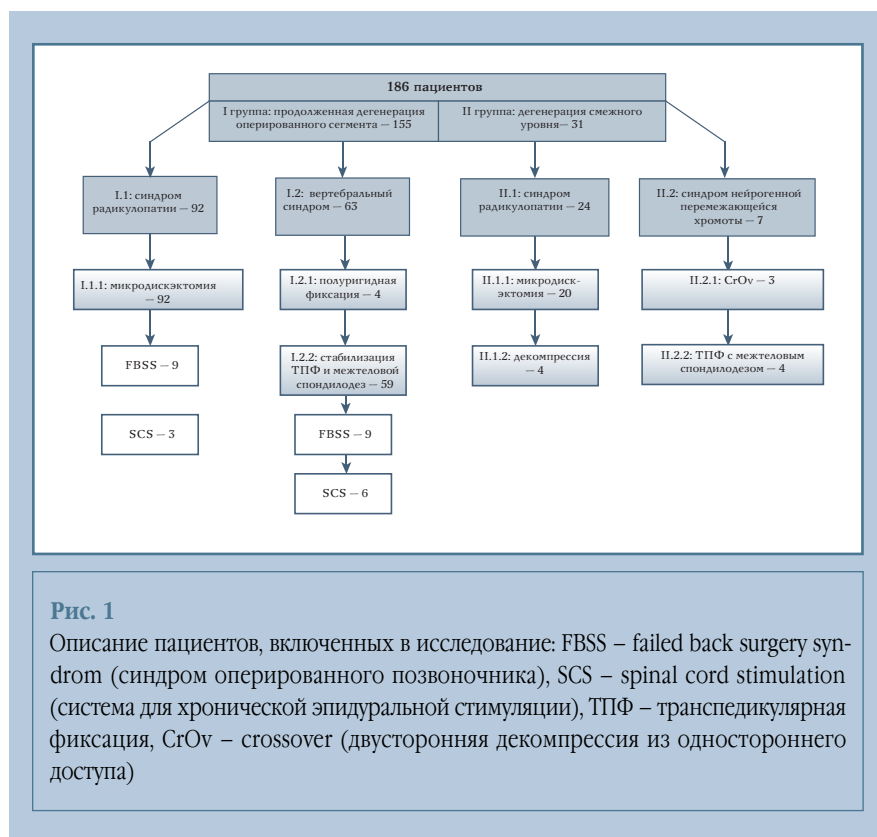 186 пациентов
I группа: продолженная дегенерация
оперированного сегмента – 155
II группа: дегенерация смежного
уровня– 31
I.1: синдром
радикулопатии – 92
I.2: вертебральный
синдром – 63
II.1: синдром
радикулопатии – 24
II.2: синдром нейрогенной
перемежающейся
хромоты – 7
I.1.1: микродискэктомия
– 92
I.2.1: полуригидная
фиксация – 4
II.1.1: микродиск-
эктомия – 20
II.2.1: CrOv – 3
FBSS – 9
I.2.2: стабилизация
ТПФ и межтеловой
спондилодез – 59
II.1.2: декомпрессия
– 4
II.2.2: ТПФ с межтеловым
спондилодезом – 4
SCS – 3
FBSS – 9
SCS – 6
Рис. 1
Описание пациентов, включенных в исследование: FBSS – failed back surgery syn-
drom (синдром оперированного позвоночника), SCS – spinal cord stimulation
(система для хронической эпидуральной стимуляции), ТПФ – транспедикулярная
фиксация, CrOv – crossover (двусторонняя декомпрессия из одностороннего
доступа)